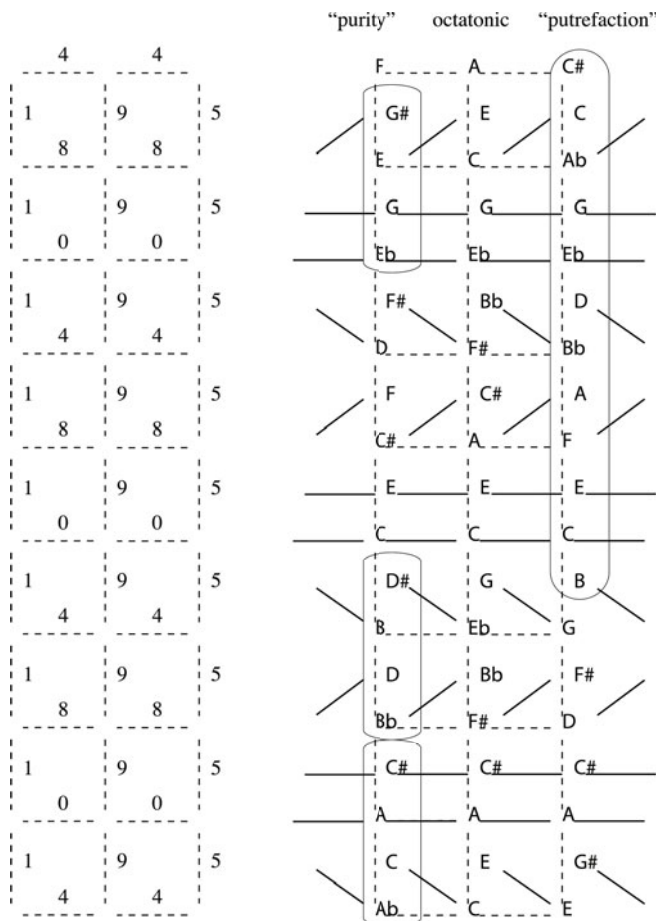 “purity” octatonic “putrefaction”
4 4 F A C#
1 9 5 G# E C
8 8 E C Ab
1 9 5 G G G
0 0 Eb Eb Eb
1 9 5 F# Bb D
4 4 D F# Bb
1 9 5 F C# A
8 8 C# A F
1 9 5 E E E
0 0 C C C
1 9 5 D# G B
4 4 B Eb G
1 9 5 D Bb F#
8 8 Bb F# D
1 9 5 C# C# C#
0 0 A A A
1 9 5 C E G#
4 4 Ab C E